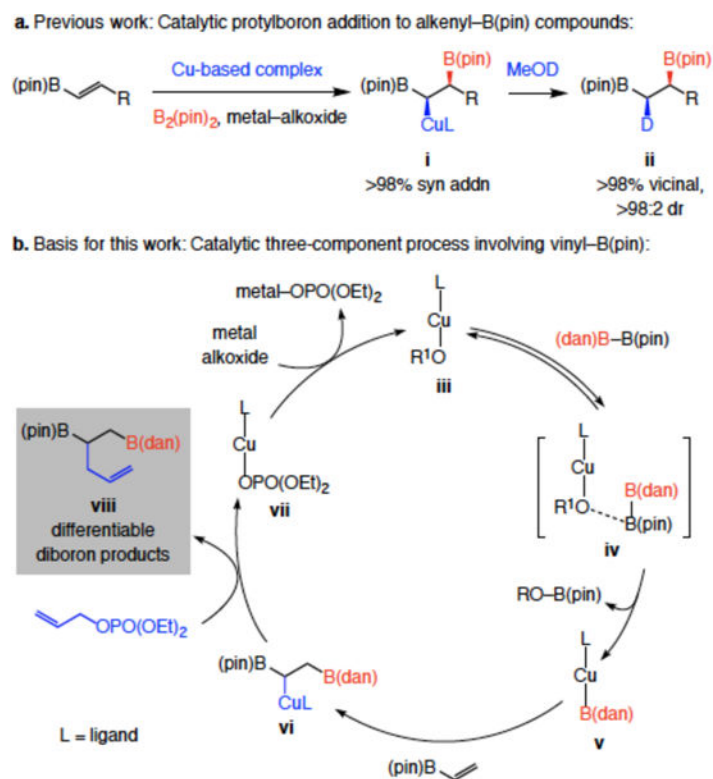 a. Previous work: Catalytic protylboron addition to alkenyl–B(pin) compounds:
(pin)B
R
Cu-based complex
B2(pin)2, metal–alkoxide
B(pin)
(pin)B
R
CuL
i
>98% syn addn
MeOD
B(pin)
(pin)B
R
D
ii
>98% vicinal,
>98:2 dr
b. Basis for this work: Catalytic three-component process involving vinyl–B(pin):
metal–OPO(OEt)2
metal
alkoxide
L
Cu
R1O
iii
(dan)B–B(pin)
L
Cu
R1O
B(dan)
B(pin)
iv
RO–B(pin)
L
Cu
B(dan)
v
(pin)B
(pin)B
B(dan)
CuL
vi
OPO(OEt)2
L
Cu
OPO(OEt)2
vii
(pin)B
B(dan)
viii
differentiable
diboron products
L = ligand